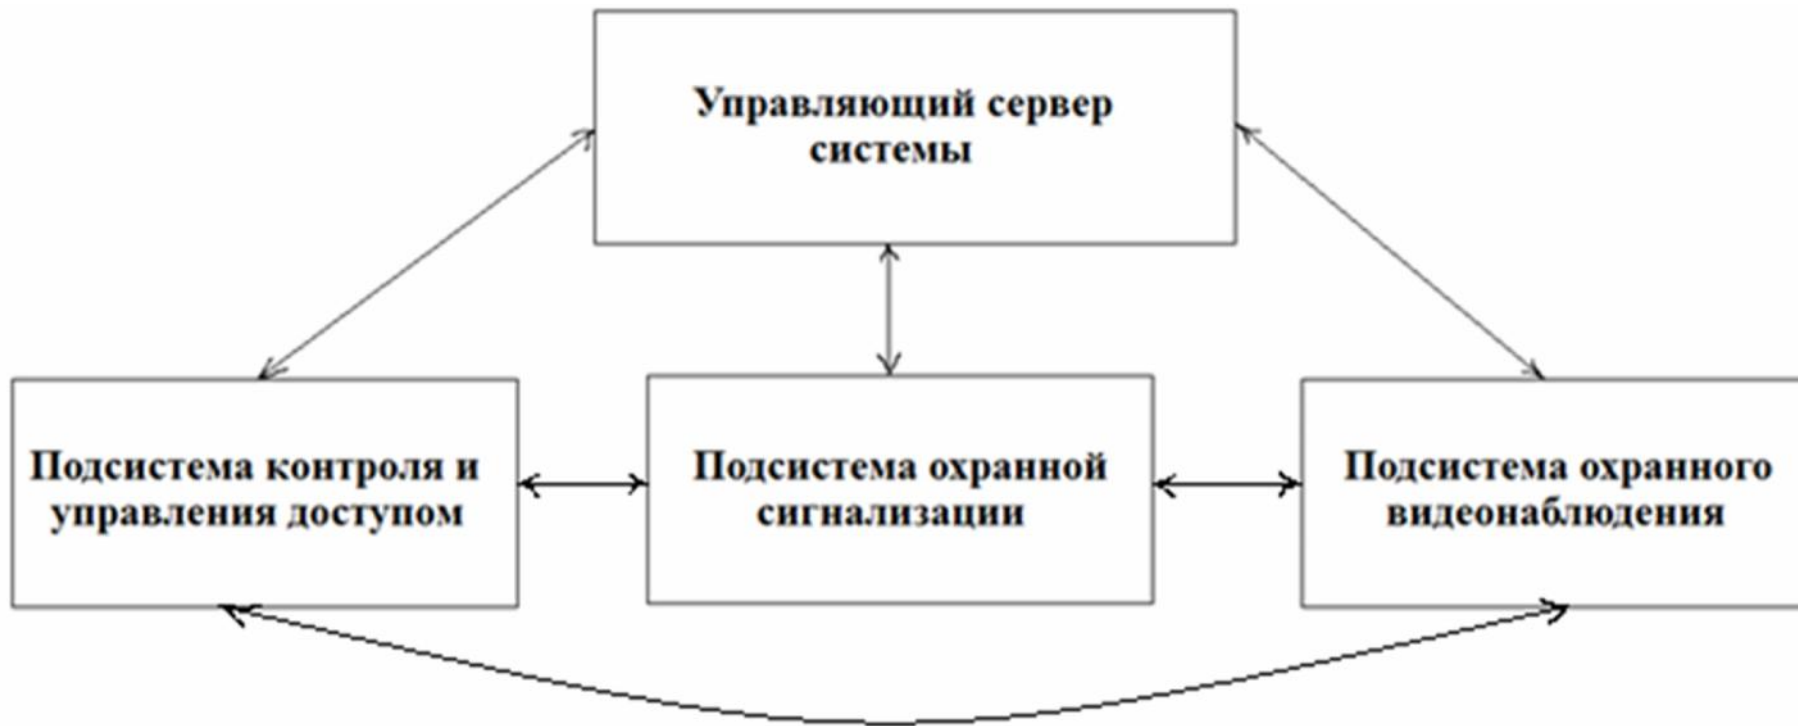 Управляющий сервер
системы
Подсистема контроля и
управления доступом
Подсистема охранной
сигнализации
Подсистема охранного
видеонаблюдения